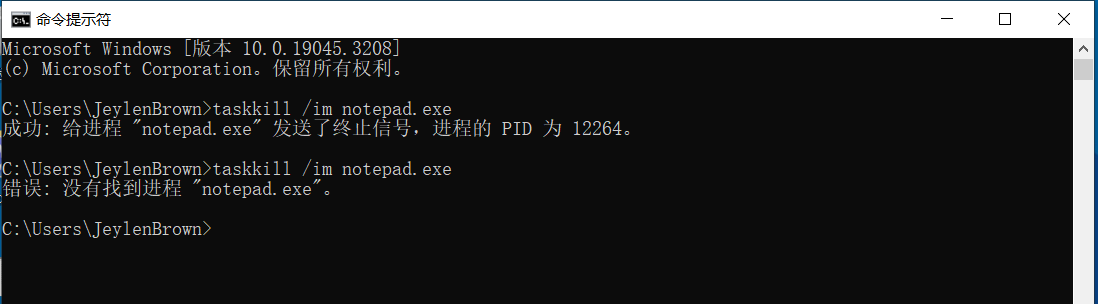 命令提示符
Microsoft Windows [版本 10.0.19045.3208]
(c) Microsoft Corporation。保留所有权利。
C:\Users\JeylenBrown>taskkill /im notepad.exe
成功: 给进程 "notepad.exe" 发送了终止信号，进程的 PID 为 12264。
C:\Users\JeylenBrown>taskkill /im notepad.exe
错误: 没有找到进程 "notepad.exe"。
C:\Users\JeylenBrown>